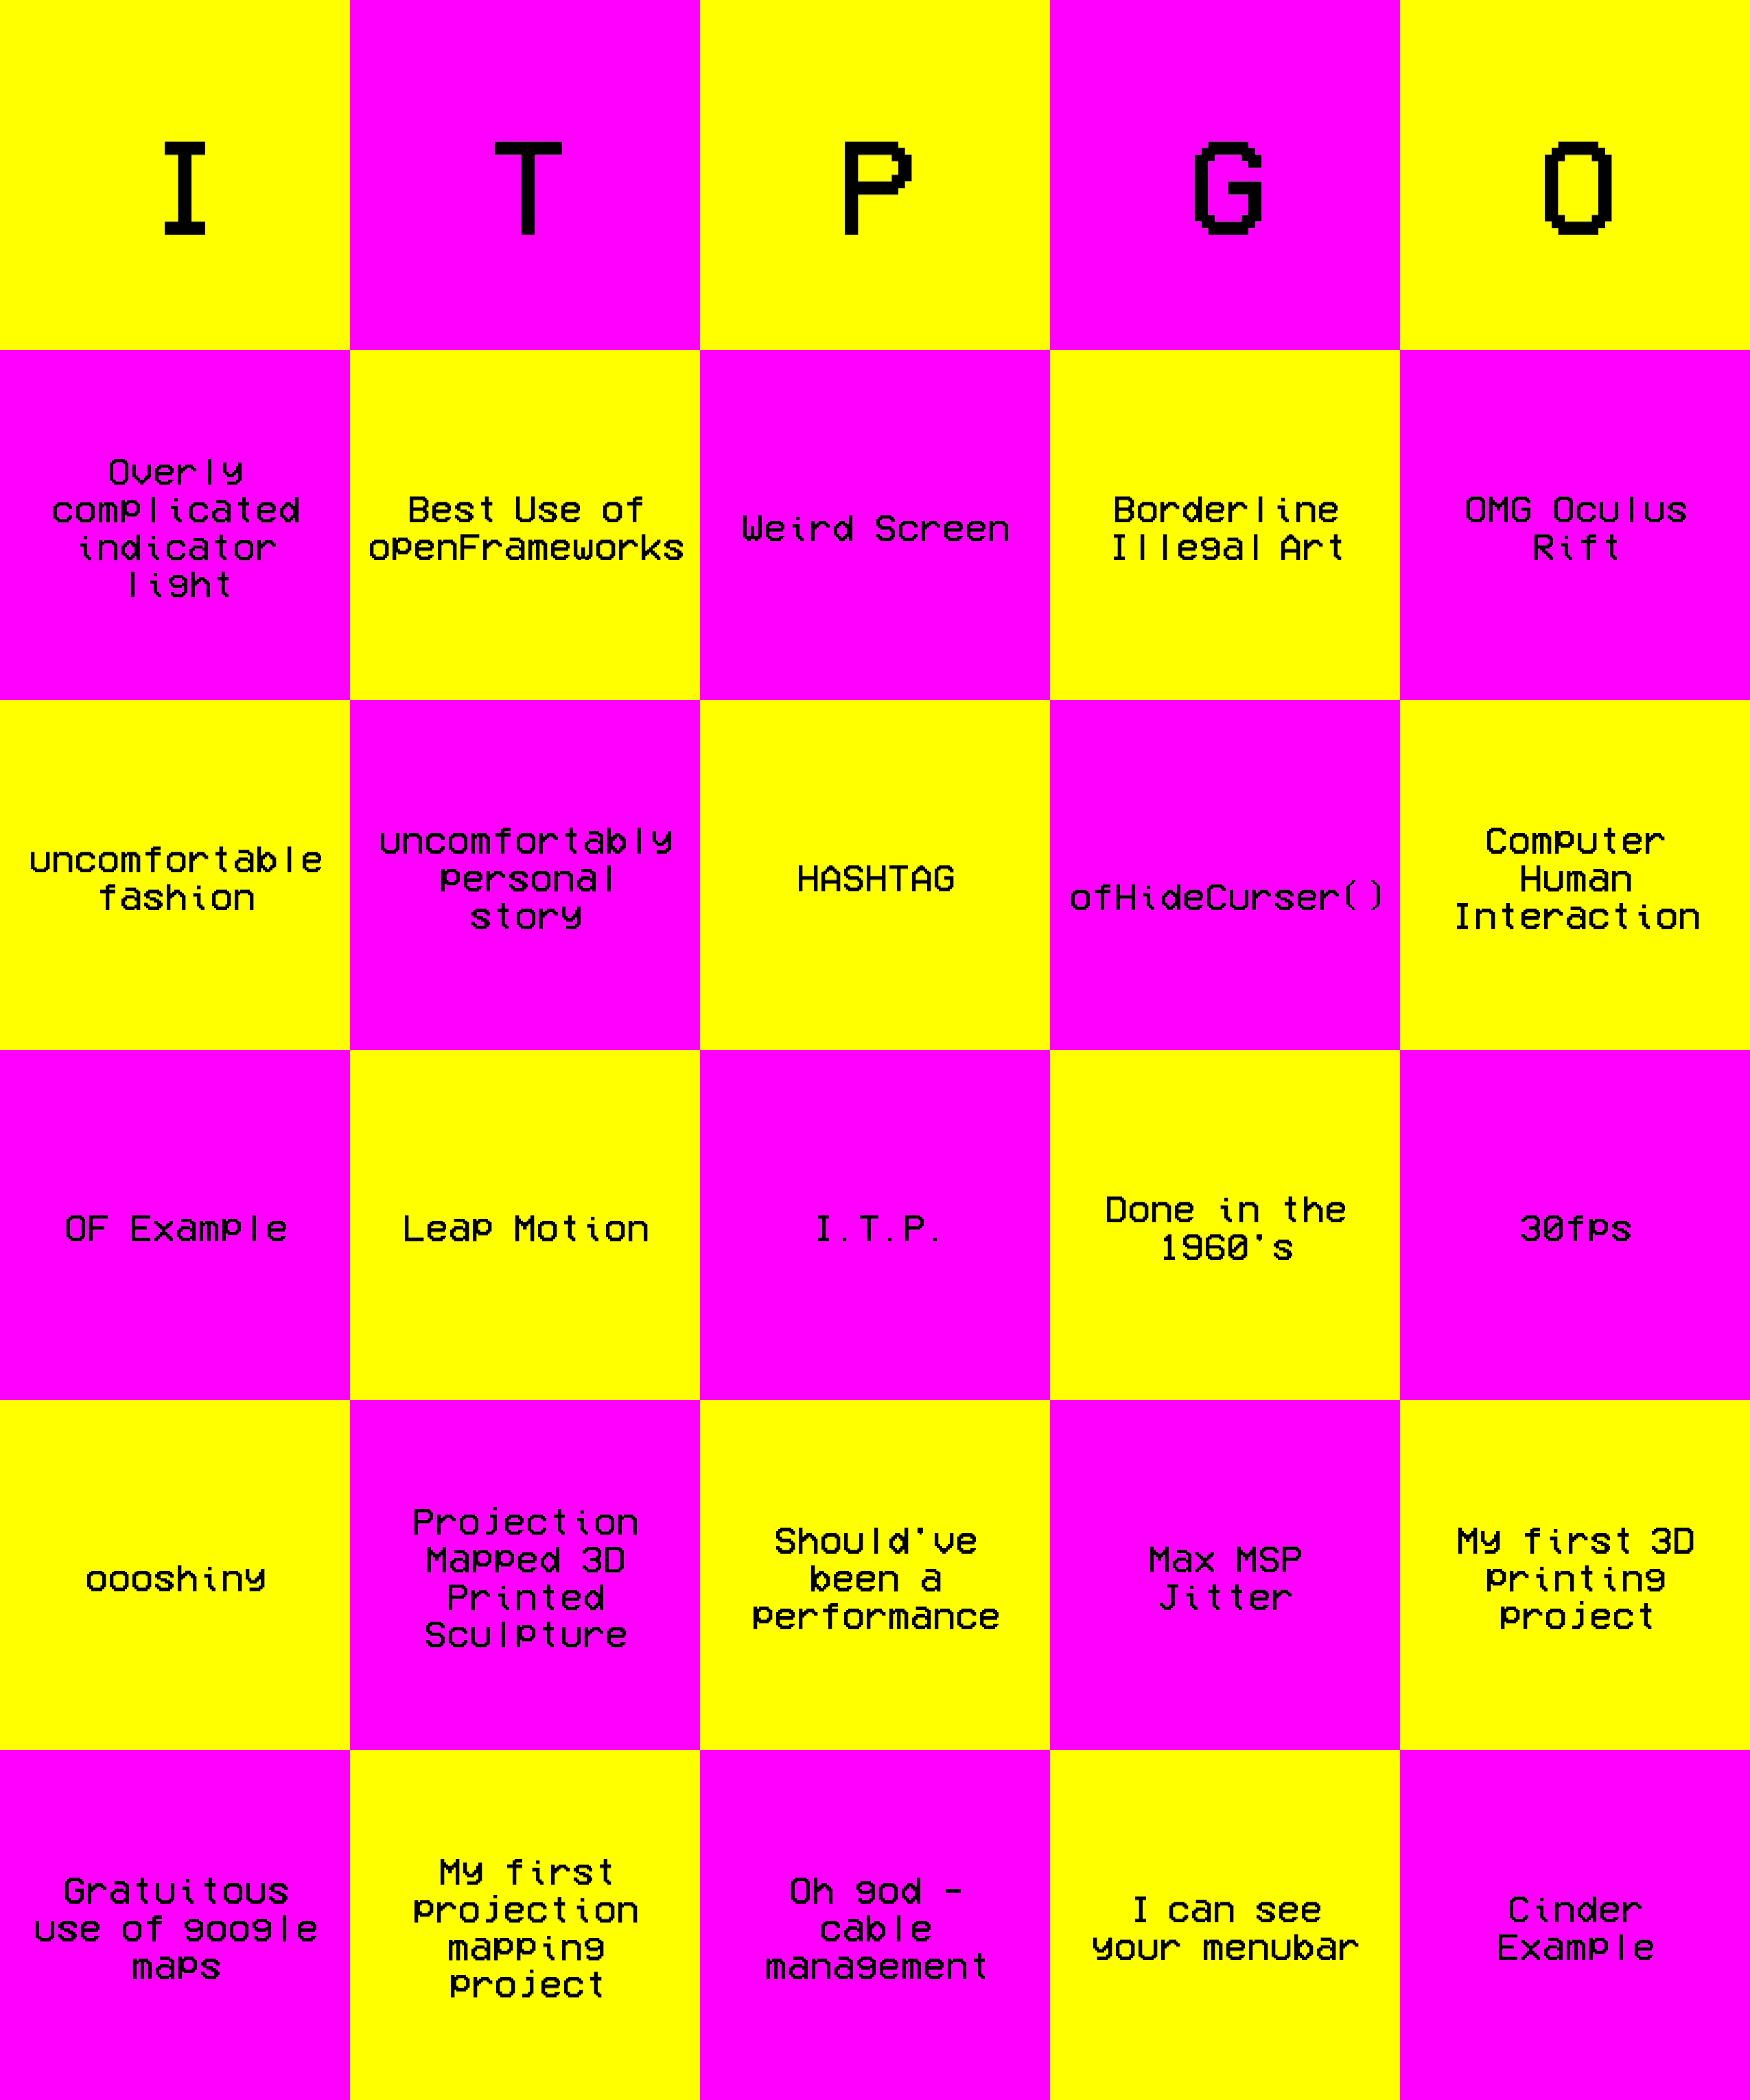 I T P G O
Overly
complicated
indicator
light
Best Use of
openFrameworks
Weird Screen
Borderline
Illegal Art
OMG Oculus
Rift
uncomfortable
fashion
uncomfortably
personal
story
HASHTAG
ofHideCurser()
Computer
Human
Interaction
OF Example
Leap Motion
I.T.P.
Done in the
1960's
30fps
oooshiny
Projection
Mapped 3D
Printed
Sculpture
Should've
been a
performance
Max MSP
Jitter
My first 3D
printing
project
Gratuitous
use of google
maps
My first
projection
mapping
project
Oh god -
cable
management
I can see
your menubar
Cinder
Example